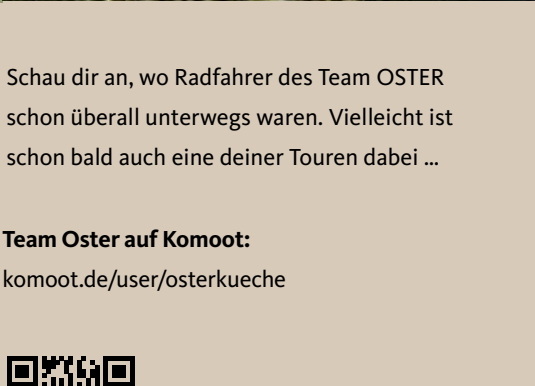 Schau dir an, wo Radfahrer des Team OSTER
schon überall unterwegs waren. Vielleicht ist
schon bald auch eine deiner Touren dabei ...
Team Oster auf Komoot:
komoot.de/user/osterkueche